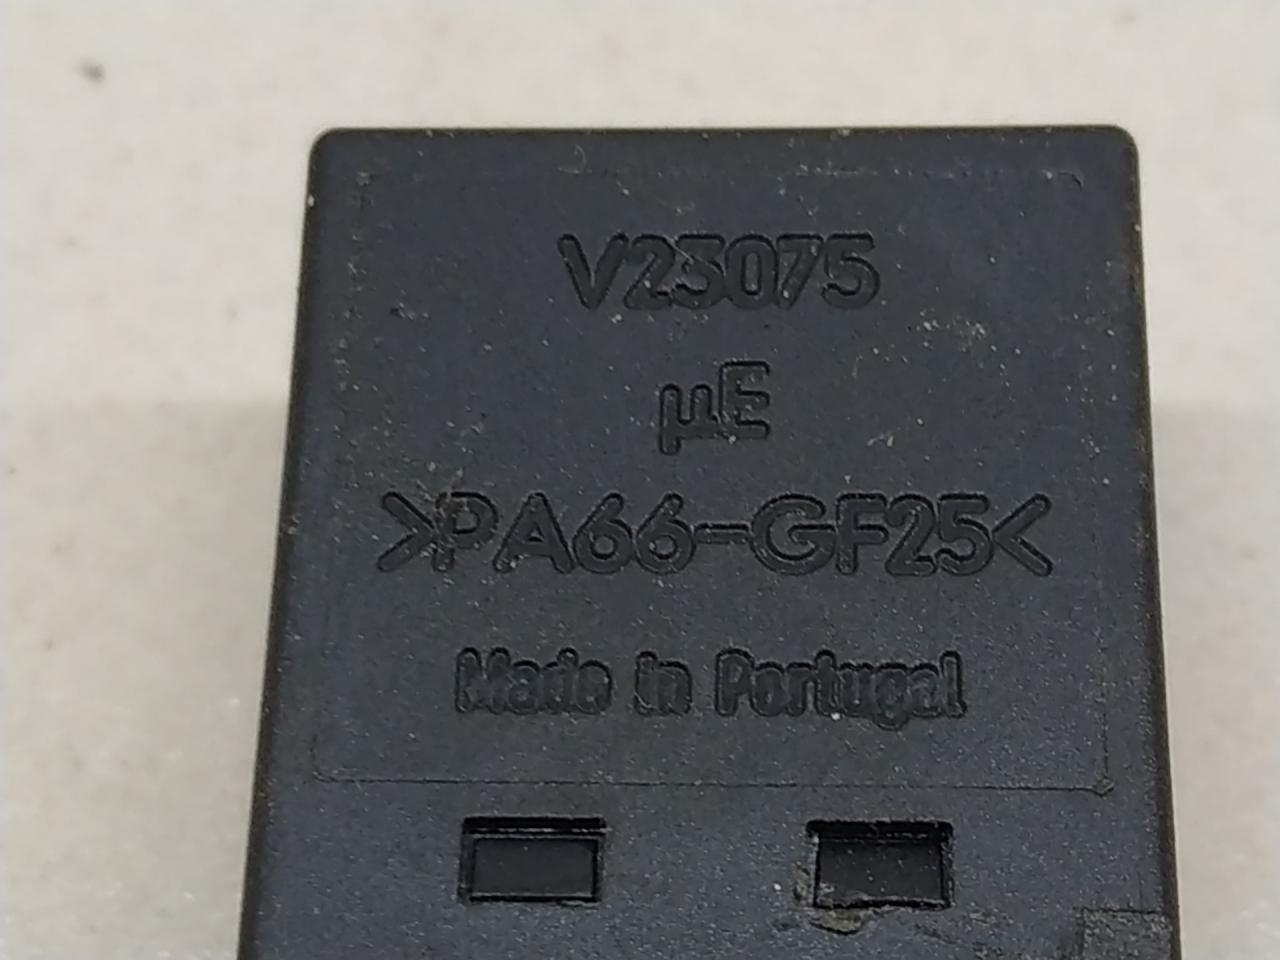 V23075
µE
>PA66-GF25<
Made in Portugal